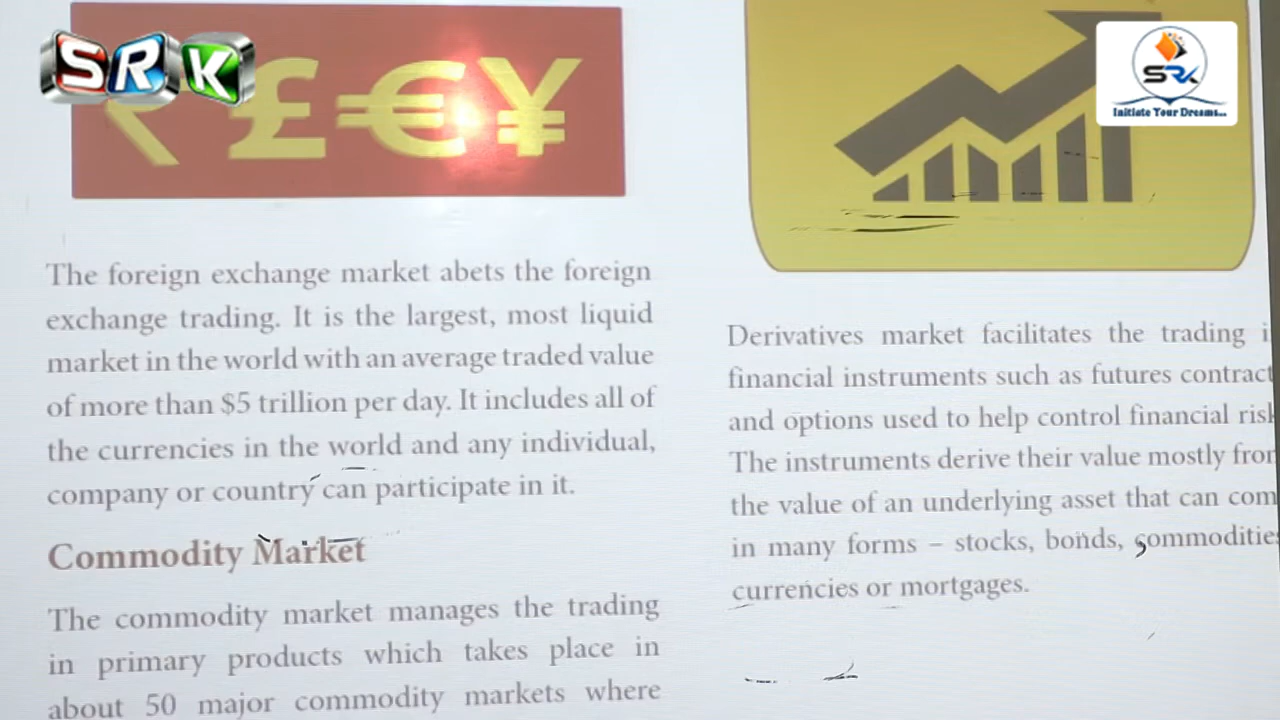 SRK
₹ £ € ¥
The foreign exchange market abets the foreign
exchange trading. It is the largest, most liquid
market in the world with an average traded value
of more than $5 trillion per day. It includes all of
the currencies in the world and any individual,
company or country can participate in it.
Commodity Market
The commodity market manages the trading
in primary products which takes place in
about 50 major commodity markets where
SRK
Initiate Your Dreams...
Derivatives market facilitates the trading i
financial instruments such as futures contract
and options used to help control financial risk
The instruments derive their value mostly from
the value of an underlying asset that can com
in many forms – stocks, bonds, commodities
currencies or mortgages.